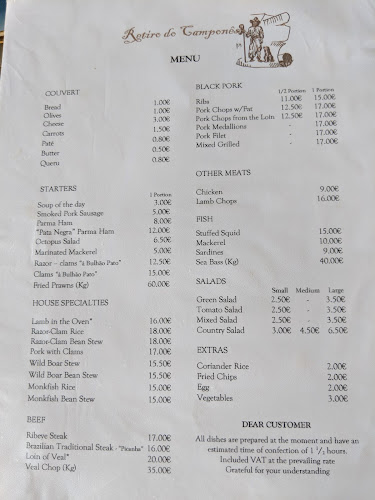 Retiro do Camponês
MENU
COUVERT
Bread 1.00€
Olives 1.00€
Cheese 3.00€
Carrots 1.50€
Paté 0.80€
Butter 0.50€
Queru 0.80€
STARTERS
1 Portion
Soup of the day 3.00€
Smoked Pork Sausage 5.00€
Parma Ham 8.00€
"Pata Negra" Parma Ham 12.00€
Octopus Salad 6.50€
Marinated Mackerel 5.00€
Razor – clams "à Bulhão Pato" 12.50€
Clams "à Bulhão Pato" 15.00€
Fried Prawns (Kg) 60.00€
HOUSE SPECIALTIES
Lamb in the Oven* 16.00€
Razor-Clam Rice 18.00€
Razor-Clam Bean Stew 18.00€
Pork with Clams 17.00€
Wild Boar Stew 15.50€
Wild Boar Bean Stew 15.50€
Monkfish Rice 15.00€
Monkfish Bean Stew 15.00€
BEEF
Ribeye Steak 17.00€
Brazilian Traditional Steak - "Picanha" 16.00€
Loin of Veal* 20.00€
Veal Chop (Kg) 35.00€
BLACK PORK
1/2 Portion 1 Portion
Ribs 11.00€ 15.00€
Pork Chops w/Fat 12.50€ 17.00€
Pork Chops from the Loin 12.50€ 17.00€
Pork Medallions - 17.00€
Pork Filet - 17.00€
Mixed Grilled - 17.00€
OTHER MEATS
Chicken 9.00€
Lamb Chops 16.00€
FISH
Stuffed Squid 15.00€
Mackerel 10.00€
Sardines 9.00€
Sea Bass (Kg) 40.00€
SALADS
Small Medium Large
Green Salad 2.50€ - 3.50€
Tomato Salad 2.50€ - 3.50€
Mixed Salad 2.50€ - 3.50€
Country Salad 3.00€ 4.50€ 6.50€
EXTRAS
Coriander Rice 2.00€
Fried Chips 2.00€
Egg 2.00€
Vegetables 3.00€
DEAR CUSTOMER
All dishes are prepared at the moment and have an
estimated time of confection of 1 ½ hours.
Included VAT at the prevailing rate
Grateful for your understanding